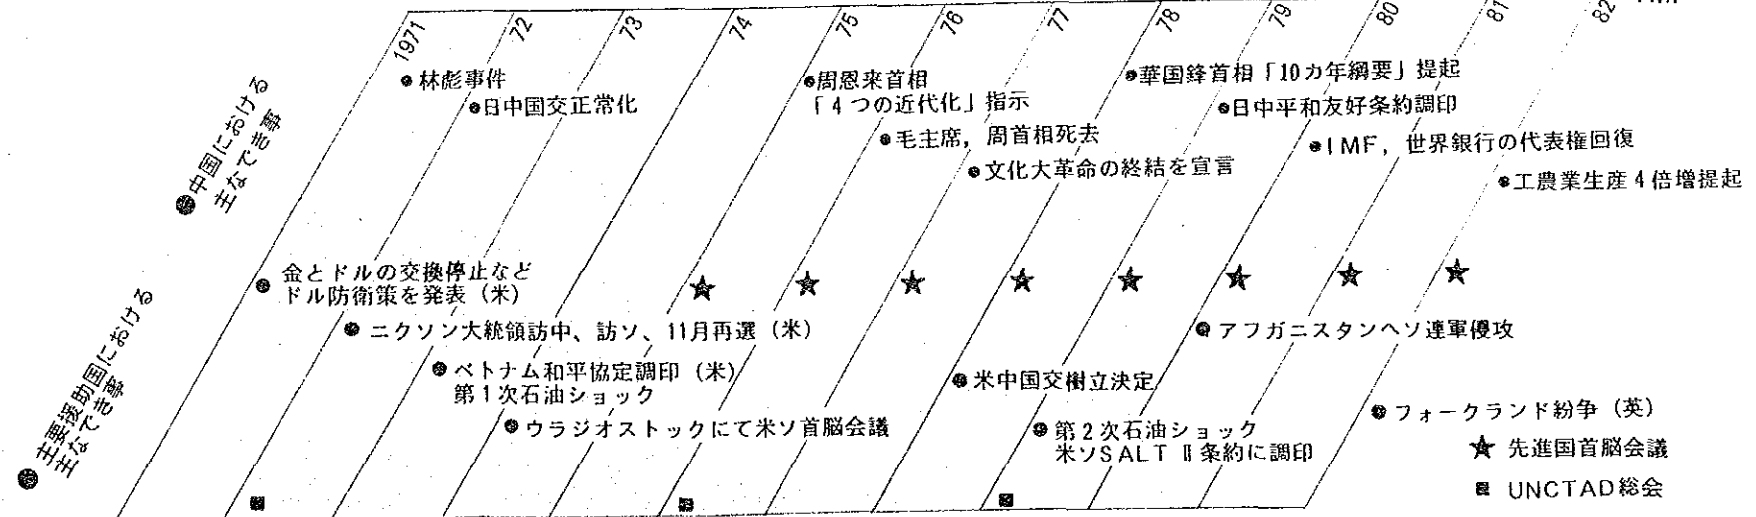 1971
72
73
74
75
76
77
78
79
80
81
82
●中国における
主なでき事
●林彪事件
●日中国交正常化
●周恩来首相
「4つの近代化」指示
●毛主席，周首相死去
●文化大革命の終結を宣言
●華国鋒首相「10カ年綱要」提起
●日中平和友好条約調印
●IMF，世界銀行の代表権回復
●工農業生産4倍増提起
●主要援助国における
主なでき事
●金とドルの交換停止など
ドル防衛策を発表（米）
●ニクソン大統領訪中、訪ソ、11月再選（米）
●ベトナム和平協定調印（米）
第1次石油ショック
●ウラジオストックにて米ソ首脳会議
●米中国交樹立決定
●第2次石油ショック
米ソSALTⅡ条約に調印
●アフガニスタンへソ連軍侵攻
●フォークランド紛争（英）
★ 先進国首脳会議
■ UNCTAD総会